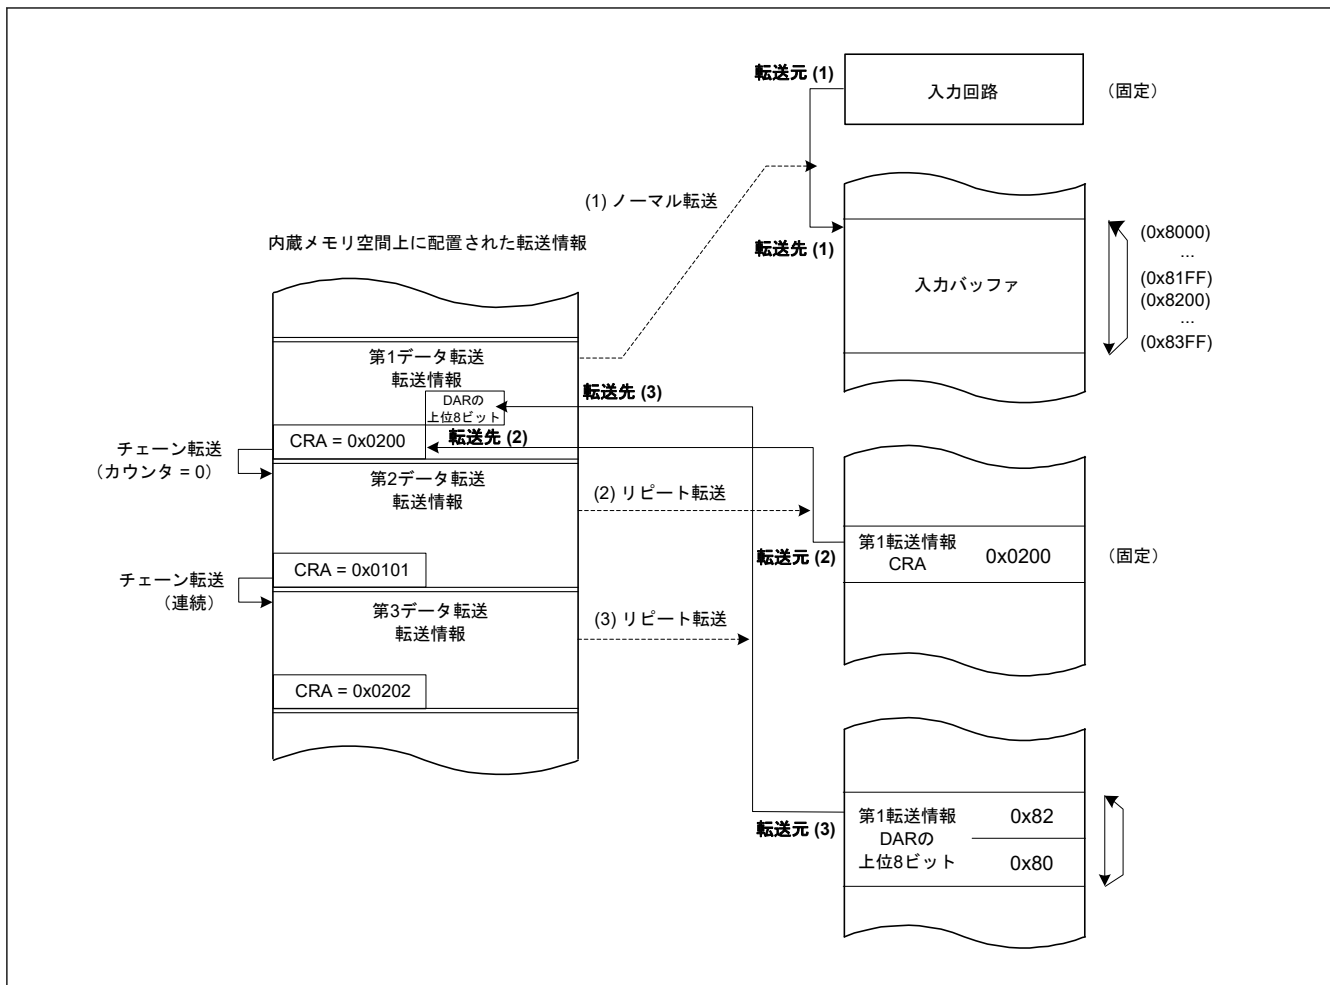 転送元 (1)
入力回路
（固定）
(1) ノーマル転送
転送先 (1)
入力バッファ
(0x8000)
...
(0x81FF)
(0x8200)
...
(0x83FF)
内蔵メモリ空間上に配置された転送情報
第1データ転送
転送情報
DARの
上位8ビット
転送先 (3)
CRA = 0x0200
転送先 (2)
チェーン転送
（カウンタ = 0）
第2データ転送
転送情報
(2) リピート転送
転送元 (2)
第1転送情報
CRA
0x0200
（固定）
CRA = 0x0101
チェーン転送
（連続）
第3データ転送
転送情報
(3) リピート転送
CRA = 0x0202
転送元 (3)
第1転送情報
DARの
上位8ビット
0x82
0x80